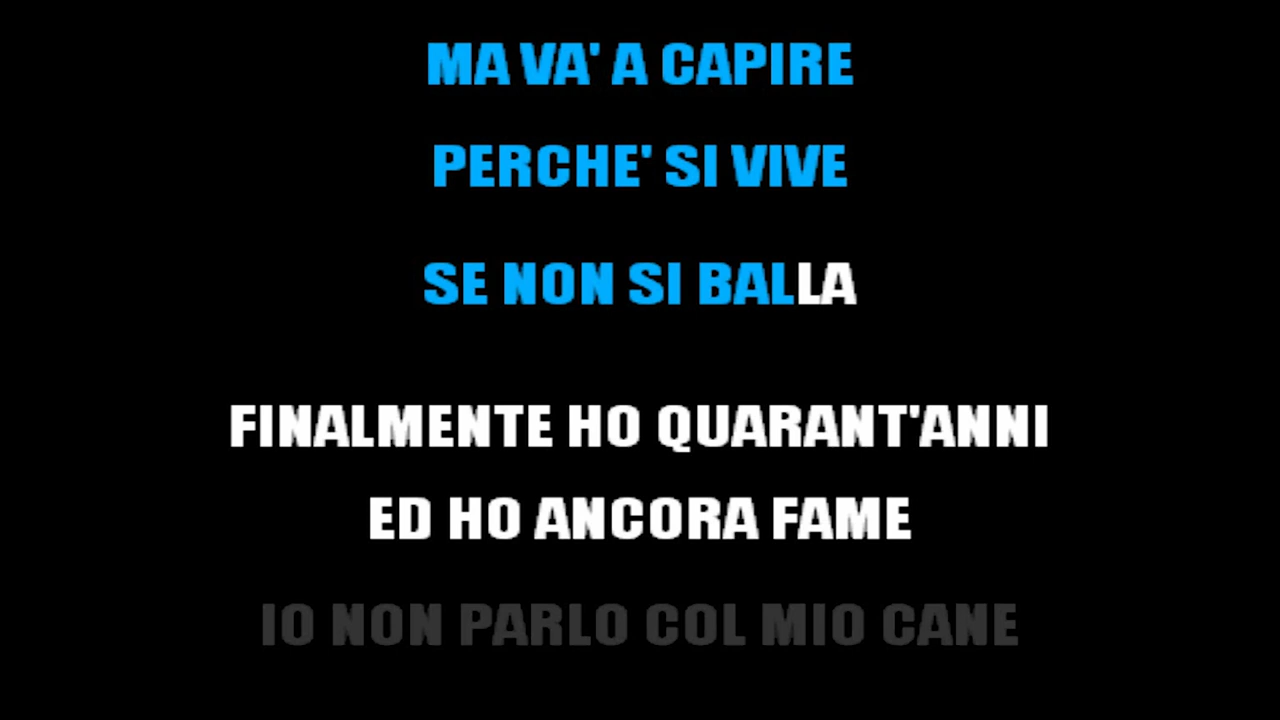 MA VA' A CAPIRE
PERCHE' SI VIVE
SE NON SI BALLA
FINALMENTE HO QUARANT'ANNI
ED HO ANCORA FAME
IO NON PARLO COL MIO CANE